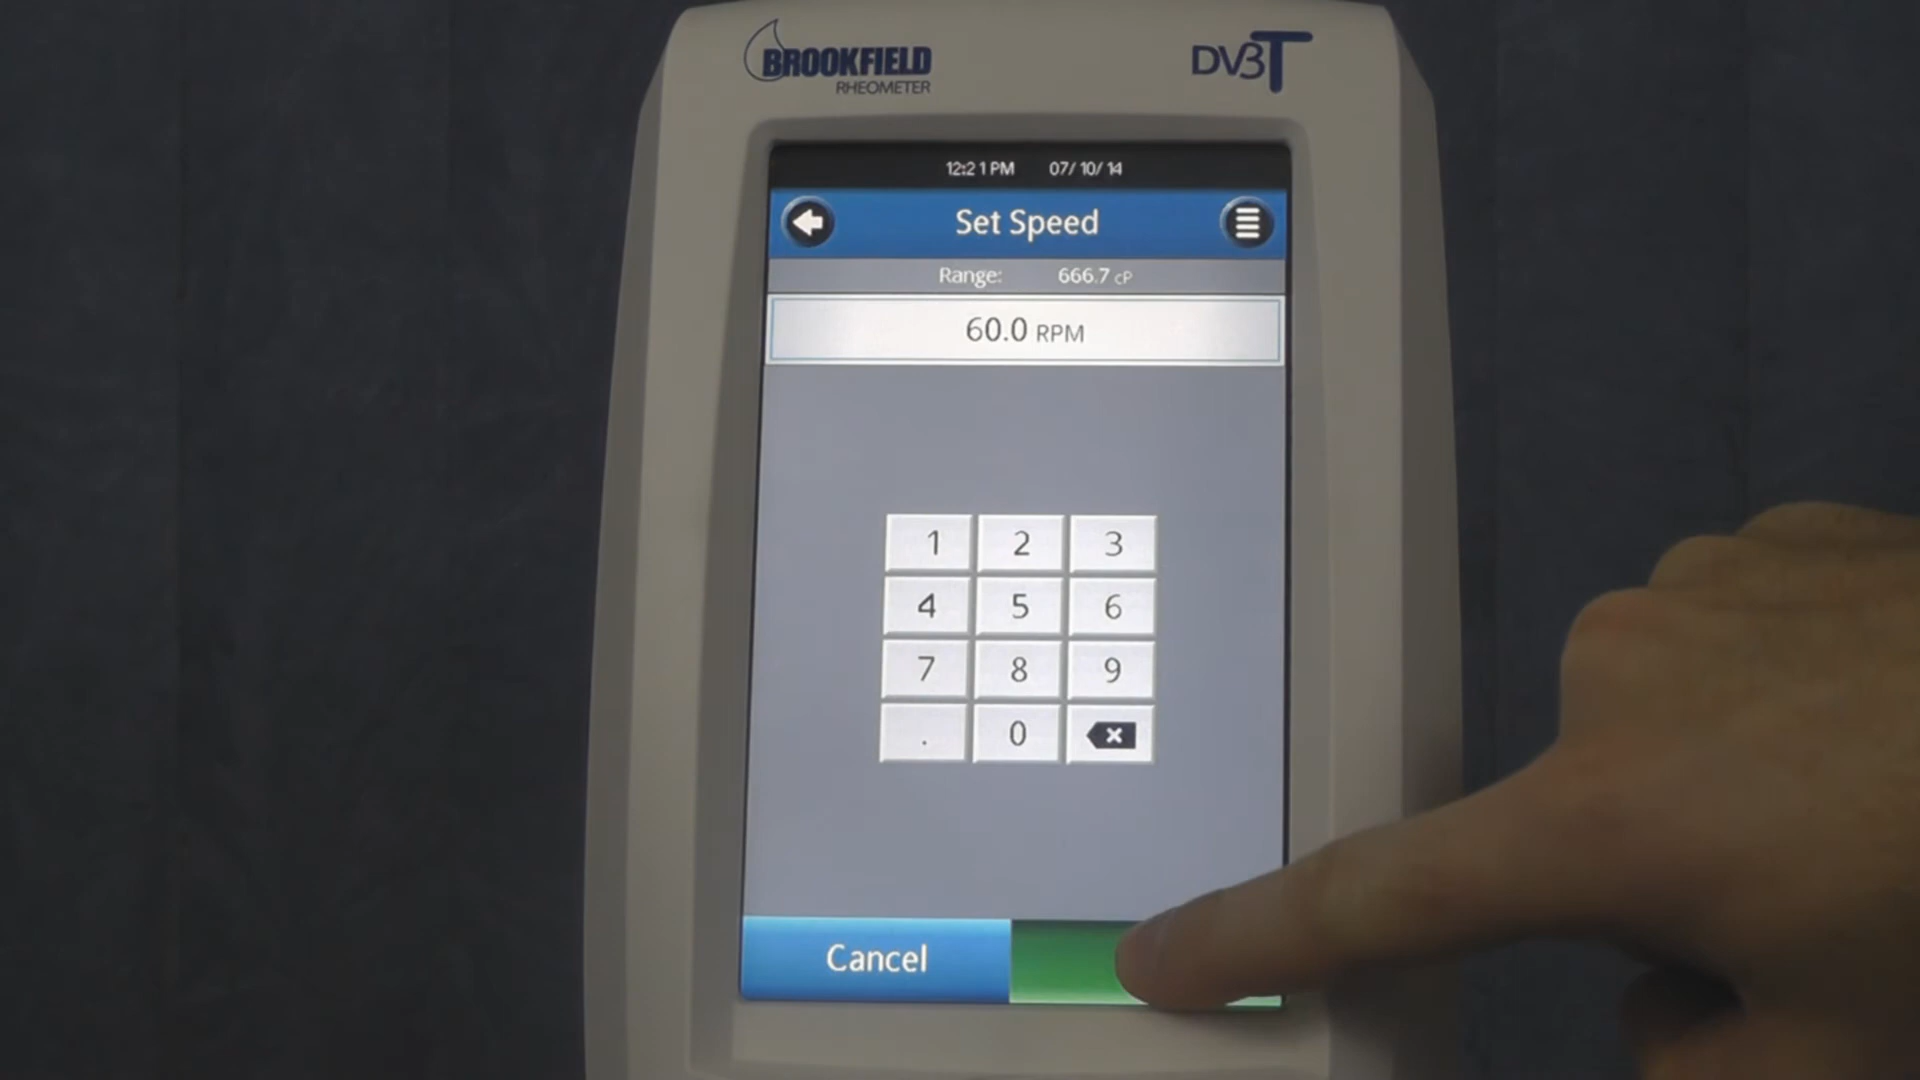 BROOKFIELD
RHEOMETER
DV3T
12:21 PM 07/10/14
Set Speed
Range: 666.7 cP
60.0 RPM
1 2 3
4 5 6
7 8 9
. 0
Cancel